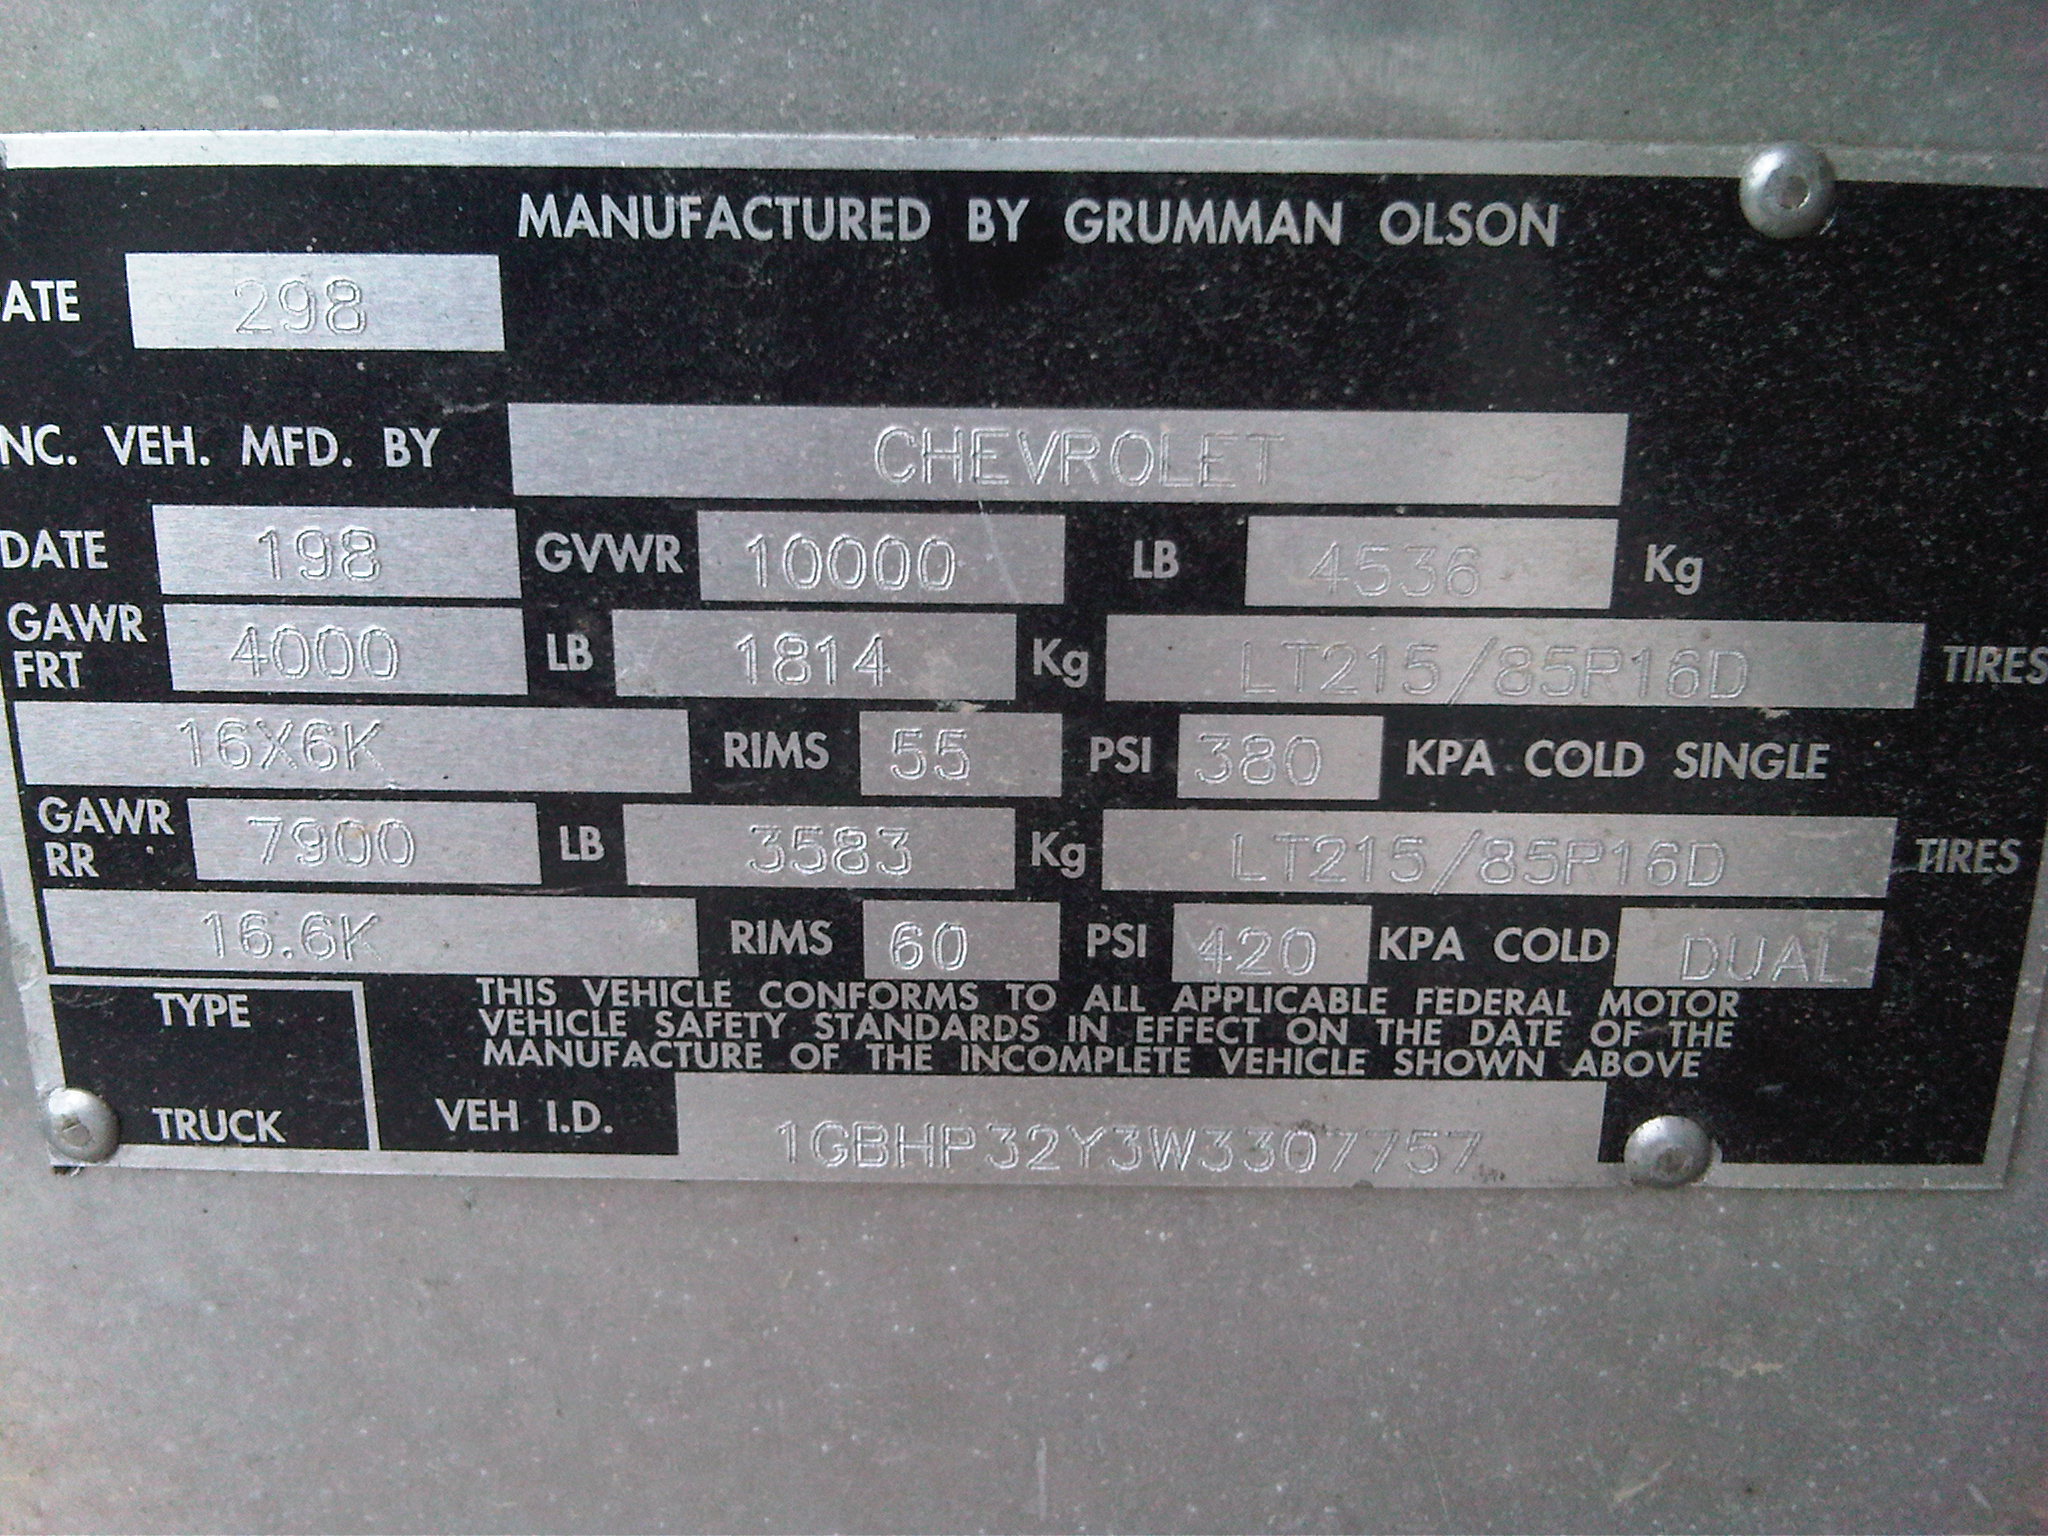 MANUFACTURED BY GRUMMAN OLSON
ATE 298
NC. VEH. MFD. BY CHEVROLET
DATE 198 GVWR 10000 LB 4536 Kg
GAWR FRT 4000 LB 1814 Kg LT215/85P16D TIRES
16X6K RIMS 55 PSI 380 KPA COLD SINGLE
GAWR RR 7900 LB 3583 Kg LT215/85P16D TIRES
16.6K RIMS 60 PSI 420 KPA COLD DUAL
TYPE
TRUCK
THIS VEHICLE CONFORMS TO ALL APPLICABLE FEDERAL MOTOR
VEHICLE SAFETY STANDARDS IN EFFECT ON THE DATE OF THE
MANUFACTURE OF THE INCOMPLETE VEHICLE SHOWN ABOVE
VEH I.D. 1GBHP32Y3W3307757